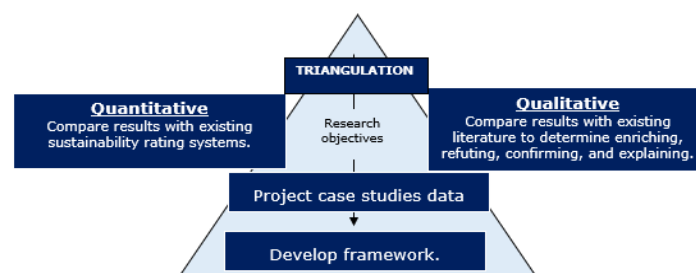 TRIANGULATION
Quantitative
Compare results with existing
sustainability rating systems.
Research
objectives
Qualitative
Compare results with existing
literature to determine enriching,
refuting, confirming, and explaining.
Project case studies data
Develop framework.